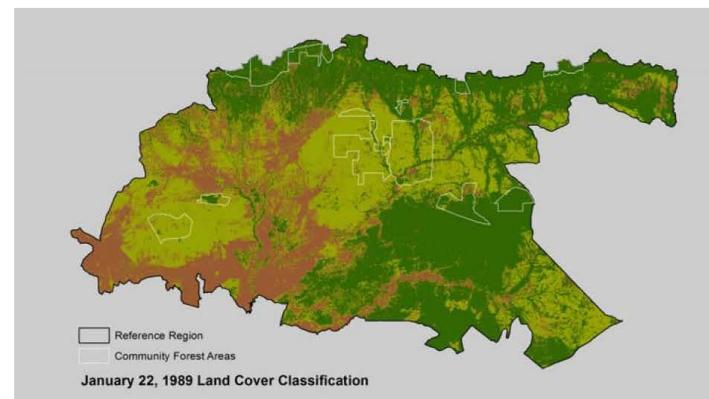 Reference Region
Community Forest Areas
January 22, 1989 Land Cover Classification